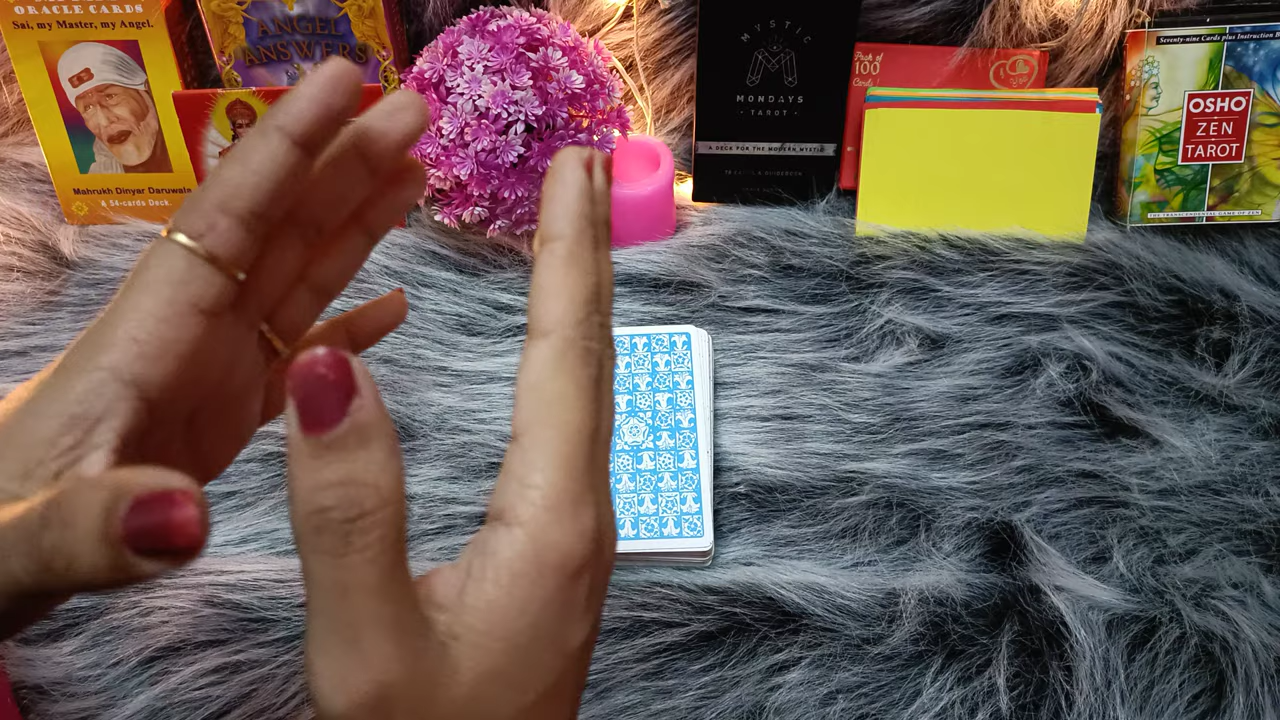 ORACLE CARDS
Sai, my Master, my Angel.
Mahrukh Dinyar Daruwala
& 54-cards Deck.
ANGEL
ANSWERS
MYSTIC
MONDAYS
• TAROT •
A DECK FOR THE MODERN MYSTIC
78 CARDS & GUIDEBOOK
Pack of
100
Seventy-nine Cards plus Instruction B
OSHO
ZEN
TAROT
THE TRANSCENDENTAL GAME OF ZEN